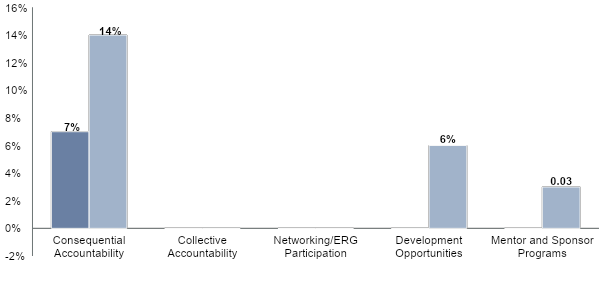 16%
14%
12%
10%
8%
6%
4%
2%
0%
-2%
7%
14%
6%
0.03
Consequential
Accountability
Collective
Accountability
Networking/ERG
Participation
Development
Opportunities
Mentor and Sponsor
Programs